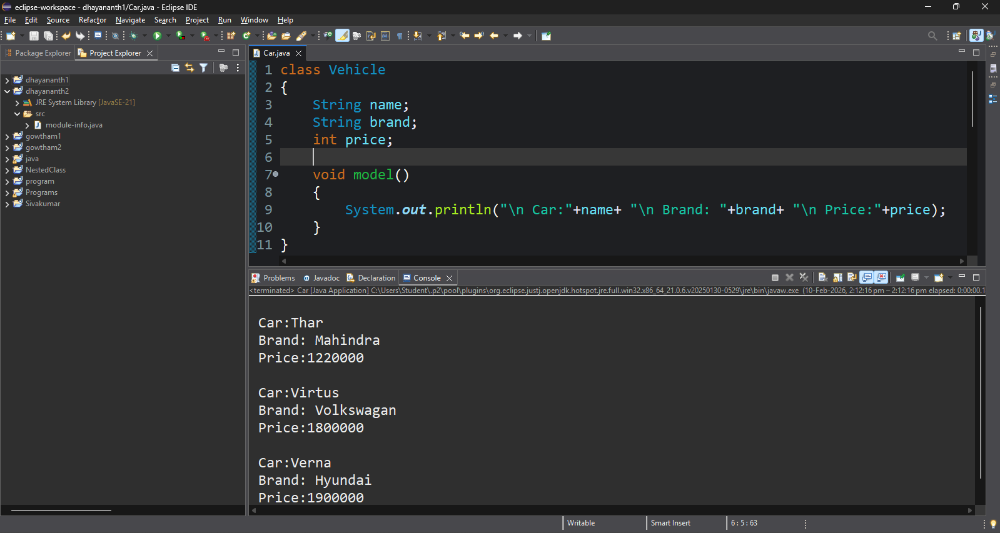 eclipse-workspace - dhayananth1/Car.java - Eclipse IDE
File Edit Source Refactor Navigate Search Project Run Window Help
Package Explorer Project Explorer
dhayananth1
dhayananth2
JRE System Library [JavaSE-21]
src
module-info.java
gowtham1
gowtham2
java
NestedClass
program
Programs
Sivakumar
Car.java
1 class Vehicle
2 {
3 String name;
4 String brand;
5 int price;
6
7 void model()
8 {
9 System.out.println("\n Car:"+name+ "\n Brand: "+brand+ "\n Price:"+price);
10 }
11 }
Problems @ Javadoc Declaration Console
<terminated> Car [Java Application] C:\Users\Student\.p2\pool\plugins\org.eclipse.justj.openjdk.hotspot.jre.full.win32.x86_64_21.0.6.v20250130-0529\jre\bin\javaw.exe (10-Feb-2026, 2:12:16 pm – 2:12:16 pm elapsed: 0:00:00.1
Car:Thar
Brand: Mahindra
Price:1220000
Car:Virtus
Brand: Volkswagan
Price:1800000
Car:Verna
Brand: Hyundai
Price:1900000
Writable Smart Insert 6 : 5 : 63